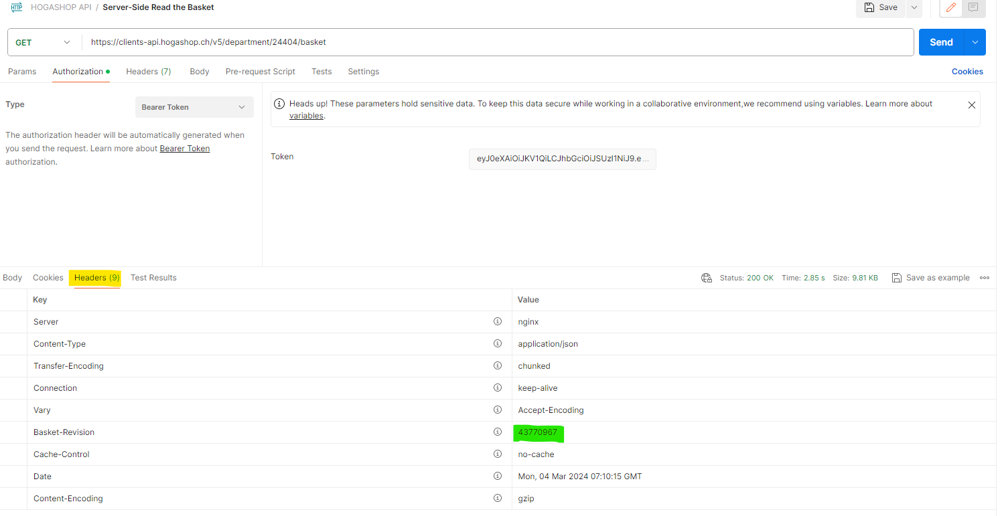 HTTP HOGASHOP API / Server-Side Read the Basket Save
GET https://clients-api.hogashop.ch/v5/department/24404/basket Send
Params Authorization Headers (7) Body Pre-request Script Tests Settings Cookies
Type Bearer Token
The authorization header will be automatically generated when
you send the request. Learn more about Bearer Token
authorization.
Heads up! These parameters hold sensitive data. To keep this data secure while working in a collaborative environment,we recommend using variables. Learn more about
variables.
Token eyJ0eXAiOiJKV1QiLCJhbGciOiJSUzI1NiJ9.e...
Body Cookies Headers (9) Test Results Status: 200 OK Time: 2.85 s Size: 9.81 KB Save as example
Key Value
Server nginx
Content-Type application/json
Transfer-Encoding chunked
Connection keep-alive
Vary Accept-Encoding
Basket-Revision 43770967
Cache-Control no-cache
Date Mon, 04 Mar 2024 07:10:15 GMT
Content-Encoding gzip